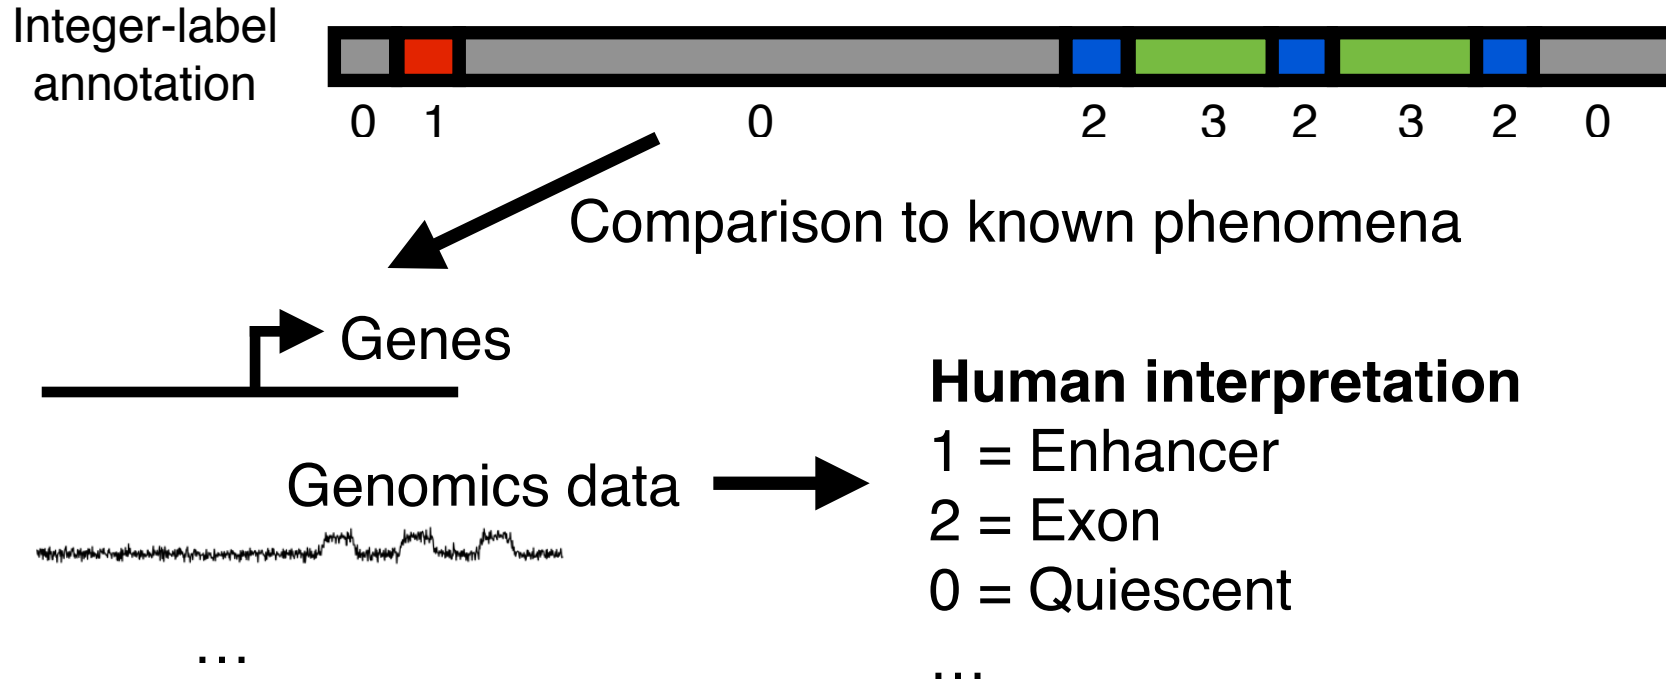 Integer-label
annotation
0 1 0 2 3 2 3 2 0
Comparison to known phenomena
Genes
Genomics data
...
Human interpretation
1 = Enhancer
2 = Exon
0 = Quiescent
...